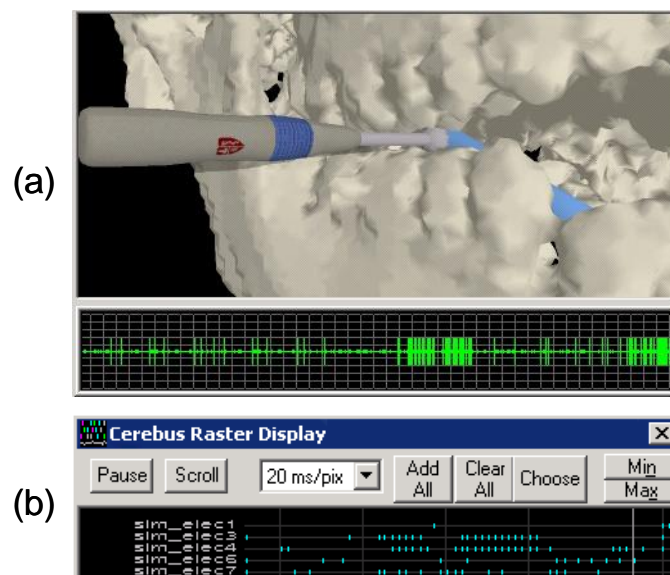 (a)
(b)
Cerebus Raster Display
Pause
Scroll
20 ms/pix
Add
All
Clear
All
Choose
Min
Max
sim_elec1
sim_elec3
sim_elec4
sim_elec6
sim_elec7